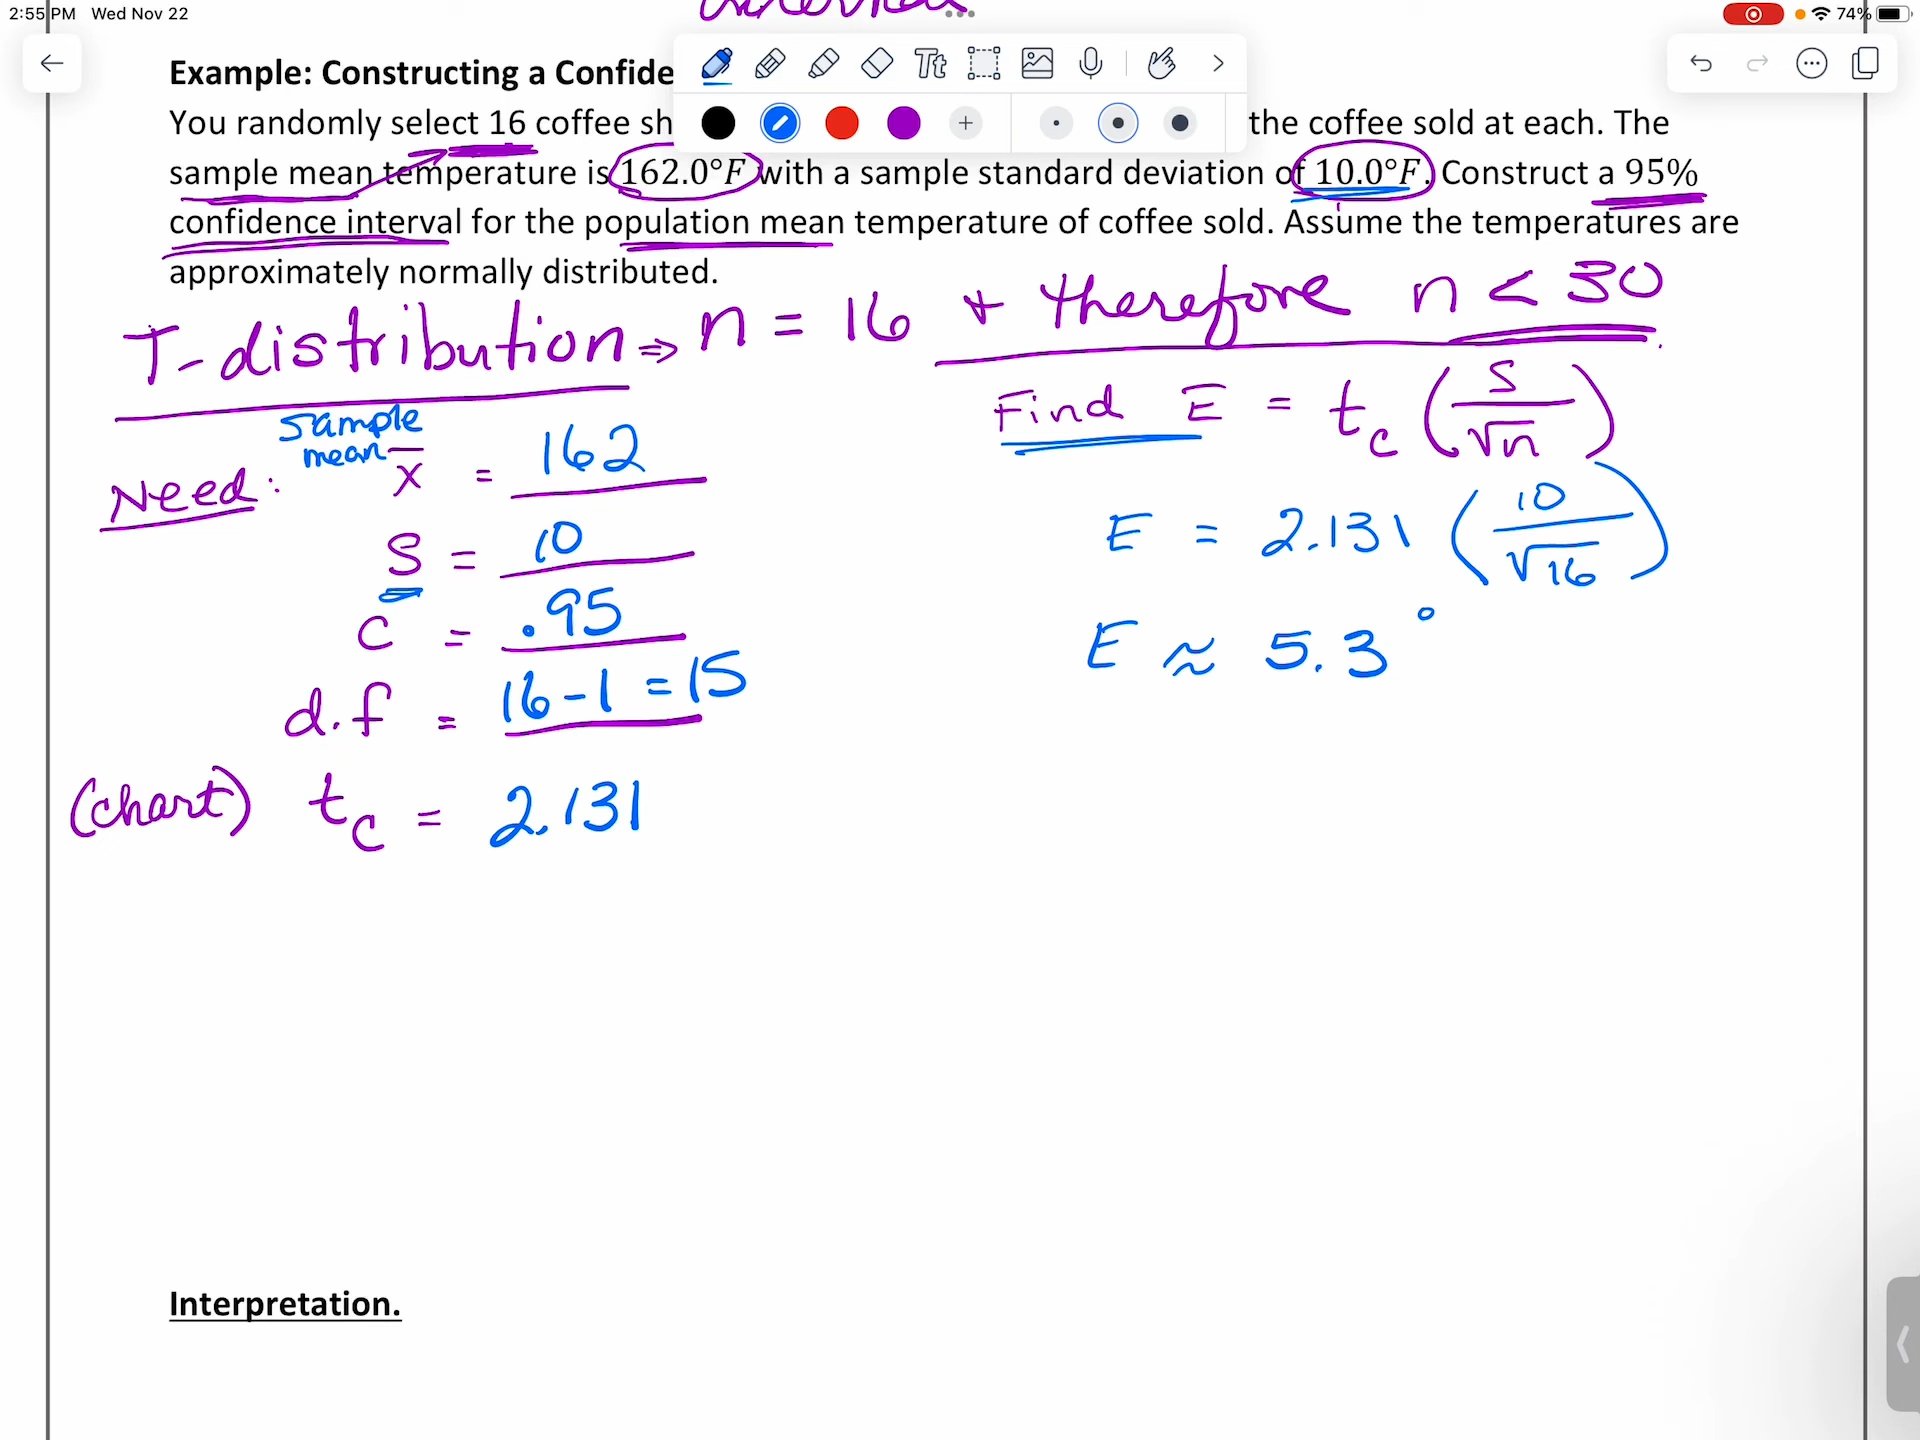 2:55 PM Wed Nov 22
74%
Example: Constructing a Confide
You randomly select 16 coffee sh the coffee sold at each. The
sample mean temperature is 162.0°F with a sample standard deviation of 10.0°F. Construct a 95%
confidence interval for the population mean temperature of coffee sold. Assume the temperatures are
approximately normally distributed.
T-distribution ⇒ n = 16 + therefore n < 30
Need: sample mean x̄ = 162
s = 10
c = .95
d.f = 16-1 = 15
(chart) t_c = 2.131
Find E = t_c (s/√n)
E = 2.131 (10/√16)
E ≈ 5.3°
Interpretation.